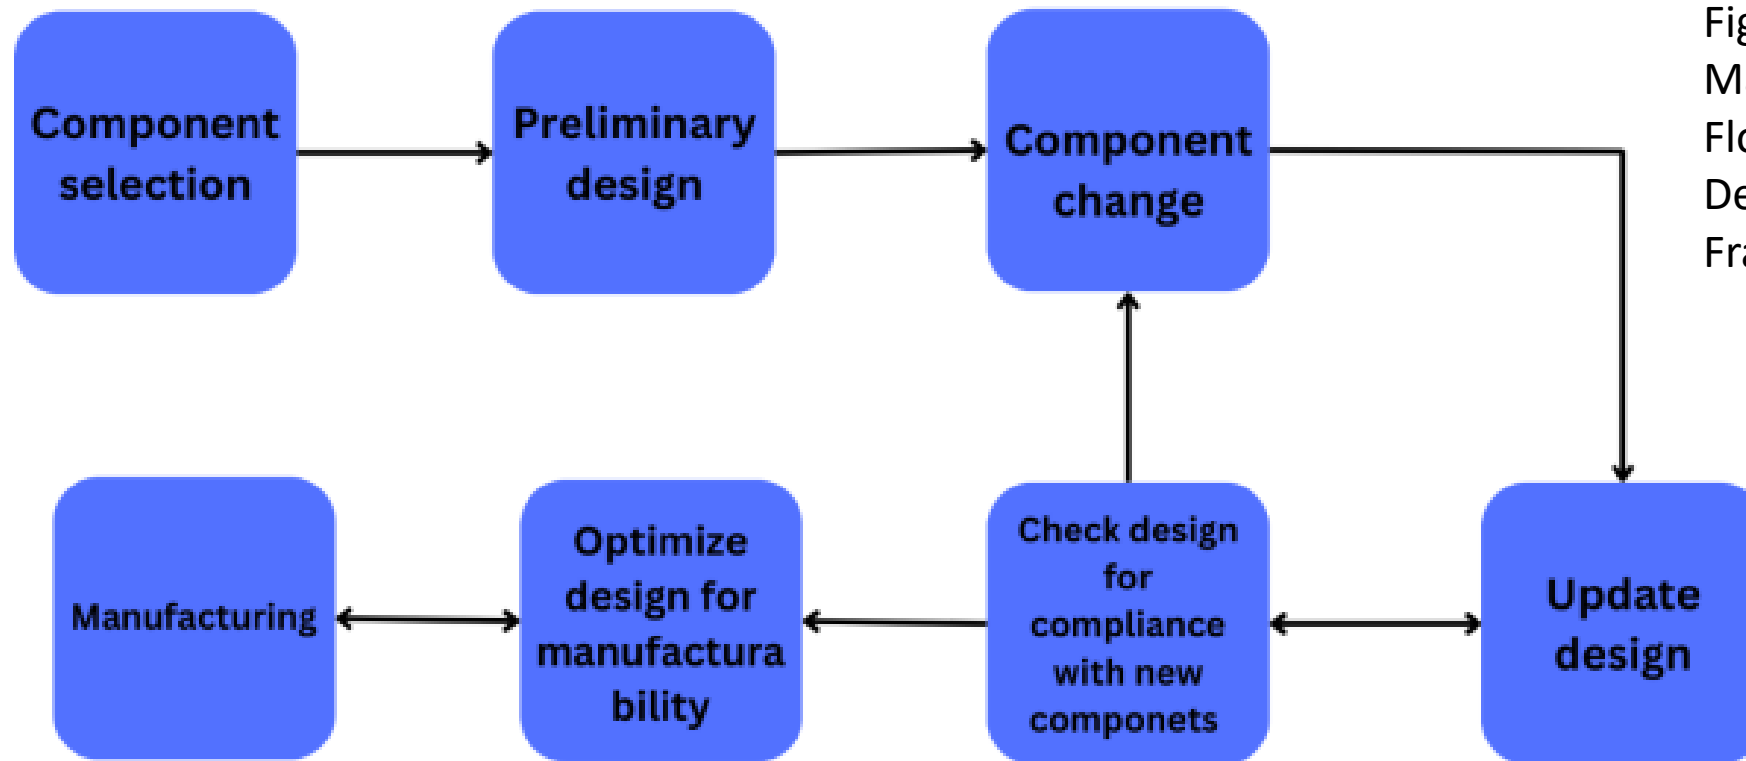 Component
selection
Preliminary
design
Component
change
Manufacturing
Optimize
design for
manufactura
bility
Check design
for
compliance
with new
componets
Update
design